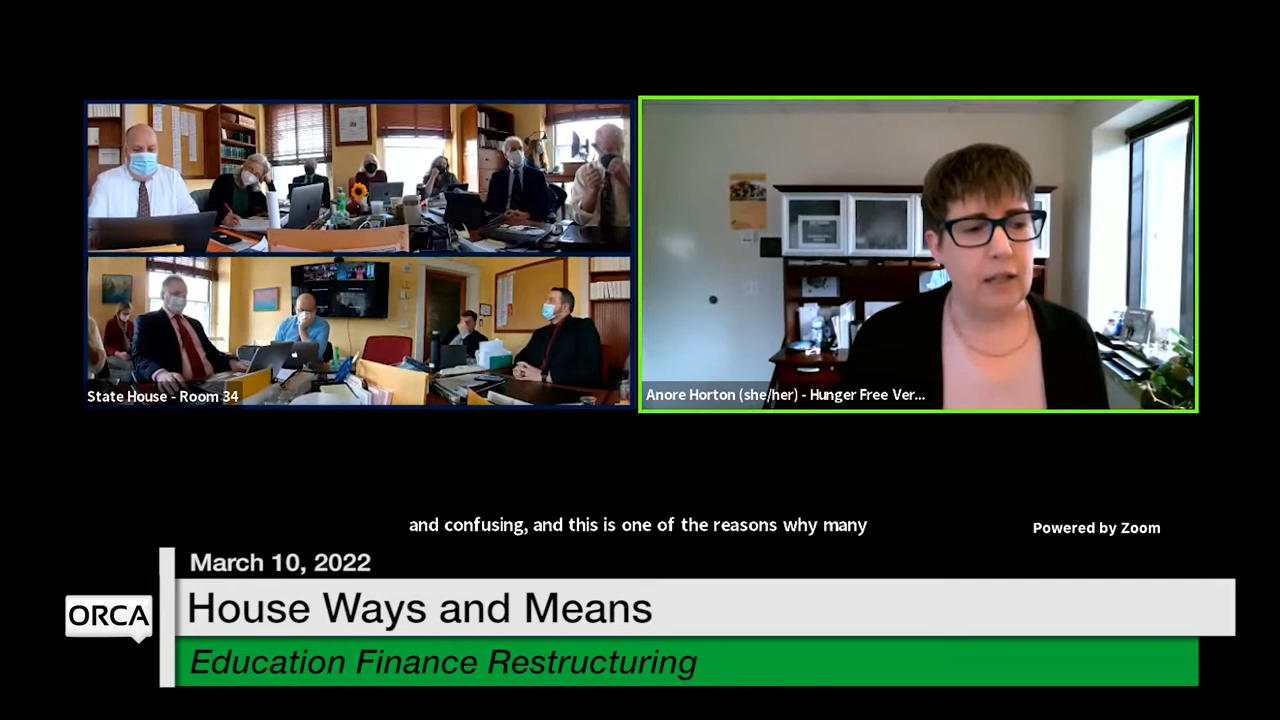 State House - Room 34
Anore Horton (she/her) - Hunger Free Ver...
and confusing, and this is one of the reasons why many
Powered by Zoom
March 10, 2022
ORCA
House Ways and Means
Education Finance Restructuring